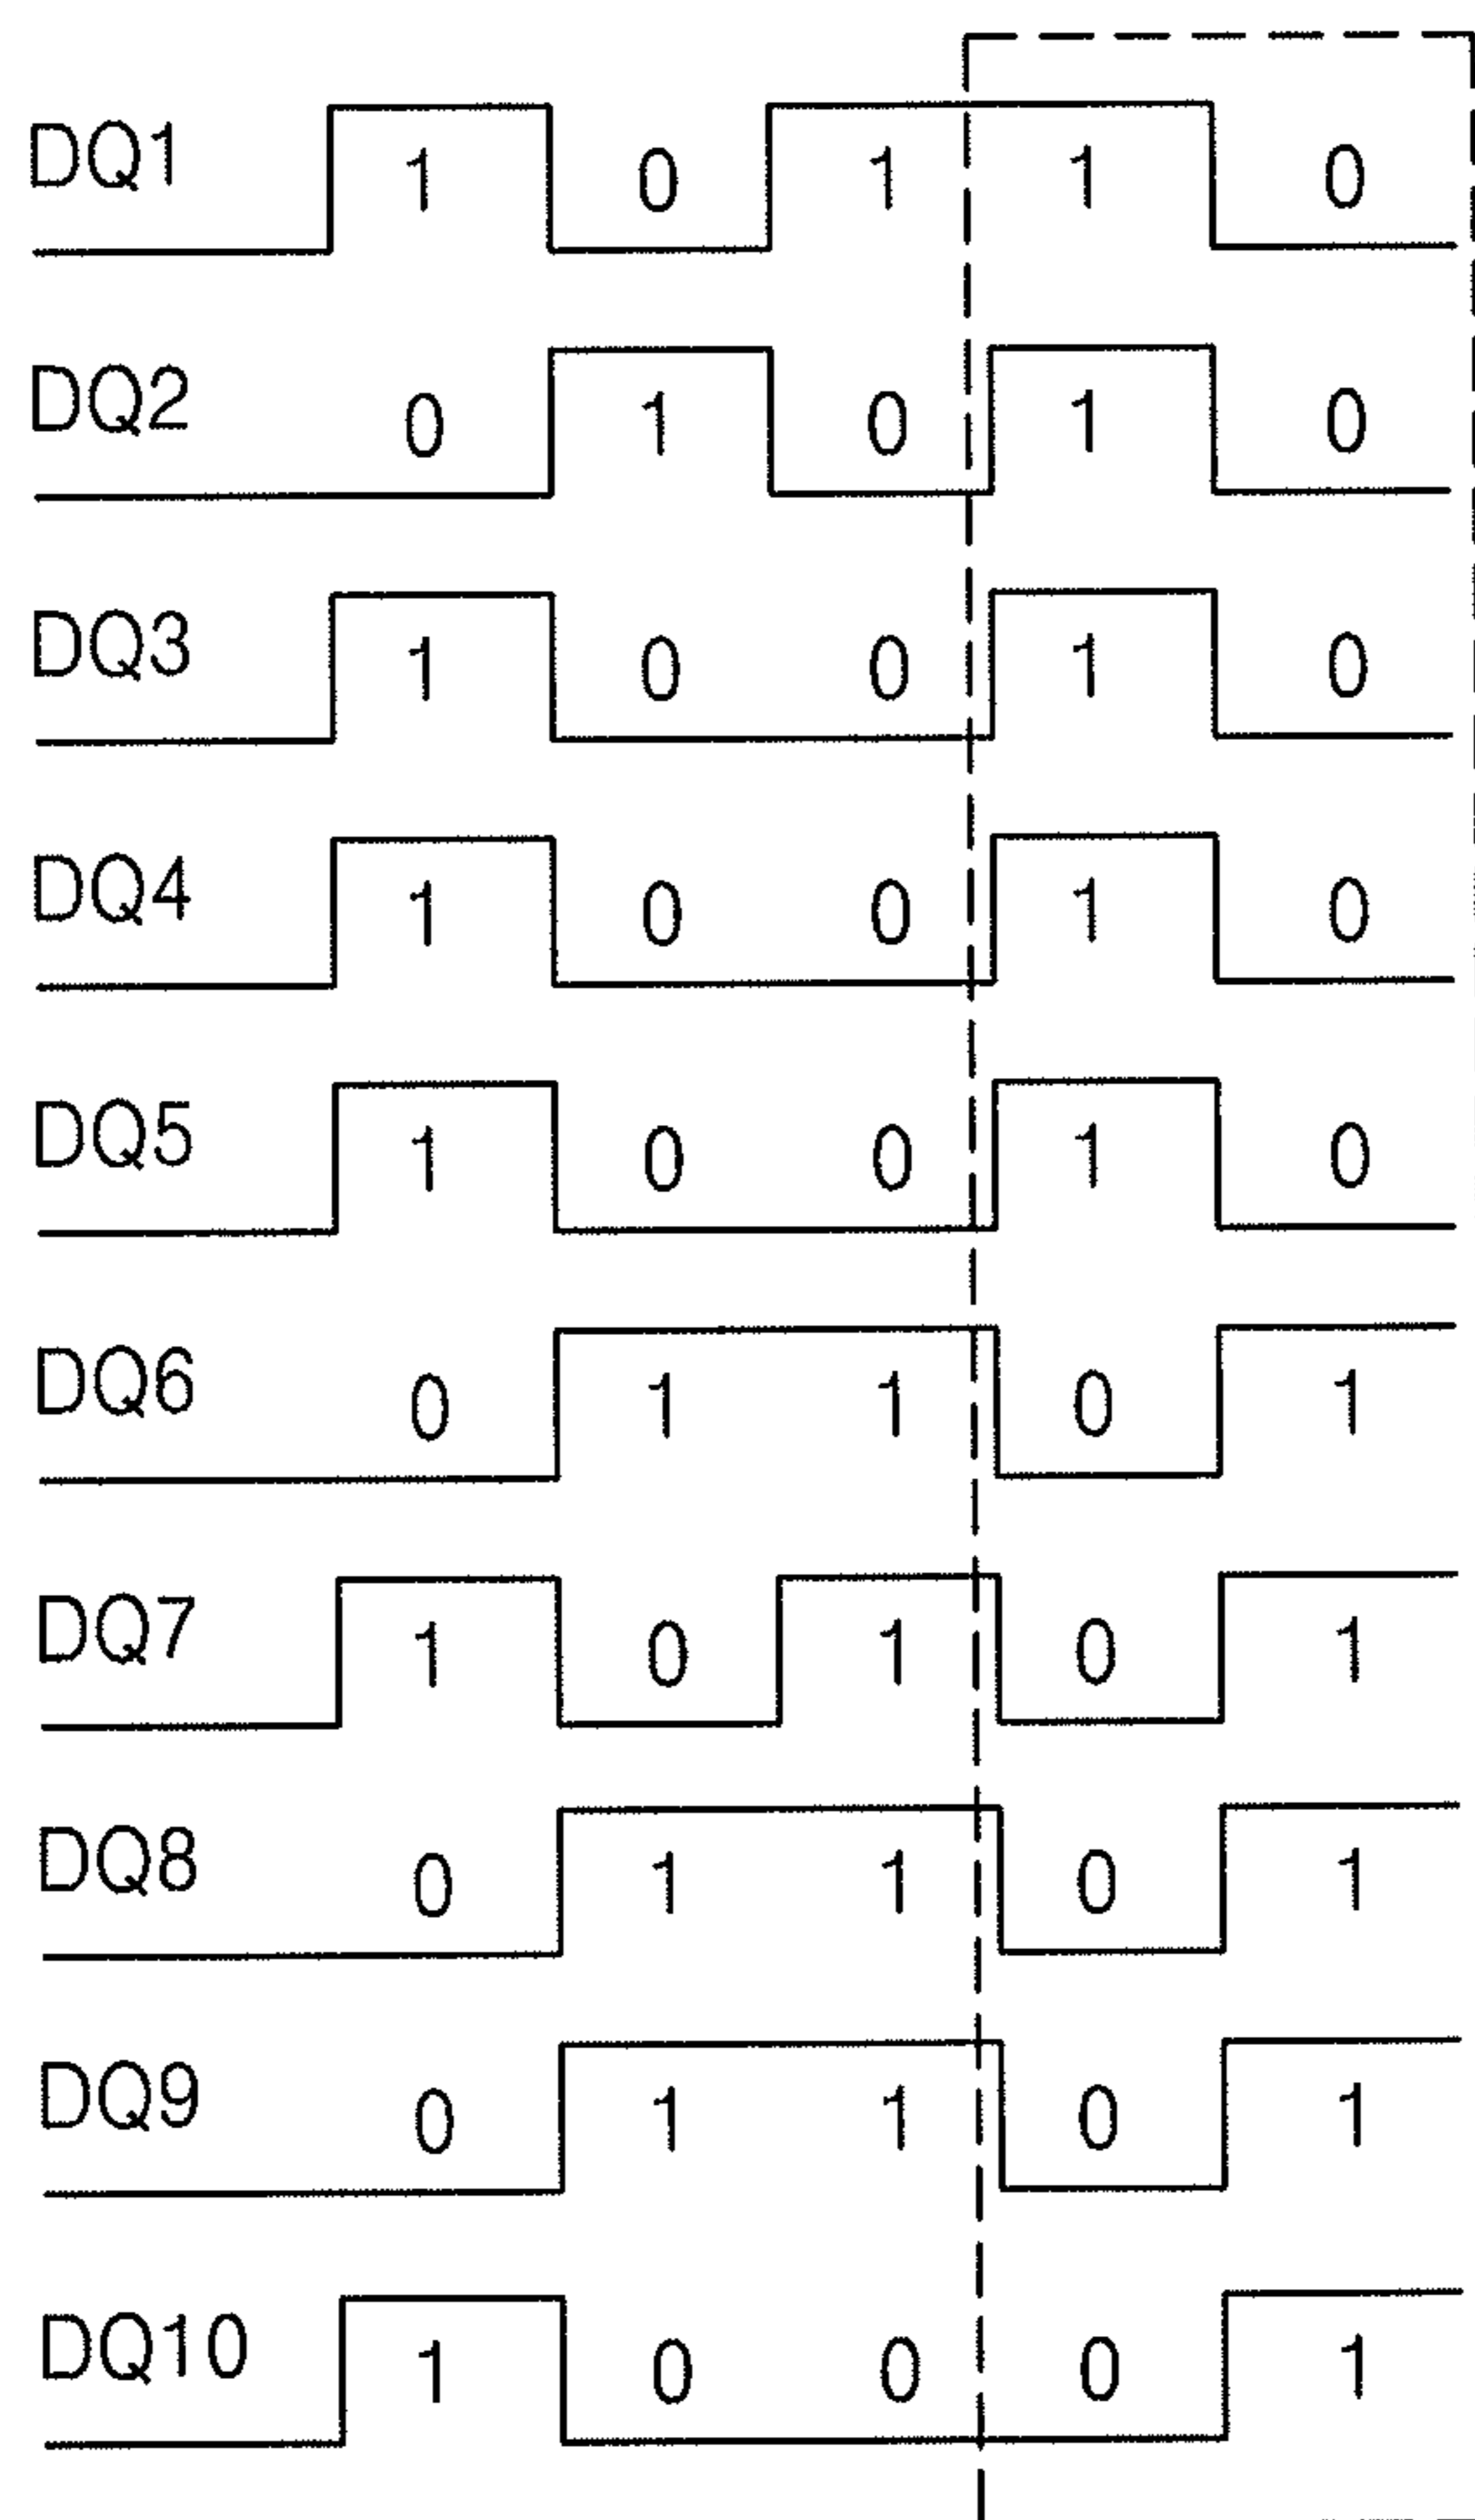 DQ1 1 0 1 1 0
DQ2 0 1 0 1 0
DQ3 1 0 0 1 0
DQ4 1 0 0 1 0
DQ5 1 0 0 1 0
DQ6 0 1 1 0 1
DQ7 1 0 1 0 1
DQ8 0 1 1 0 1
DQ9 0 1 1 0 1
DQ10 1 0 0 0 1